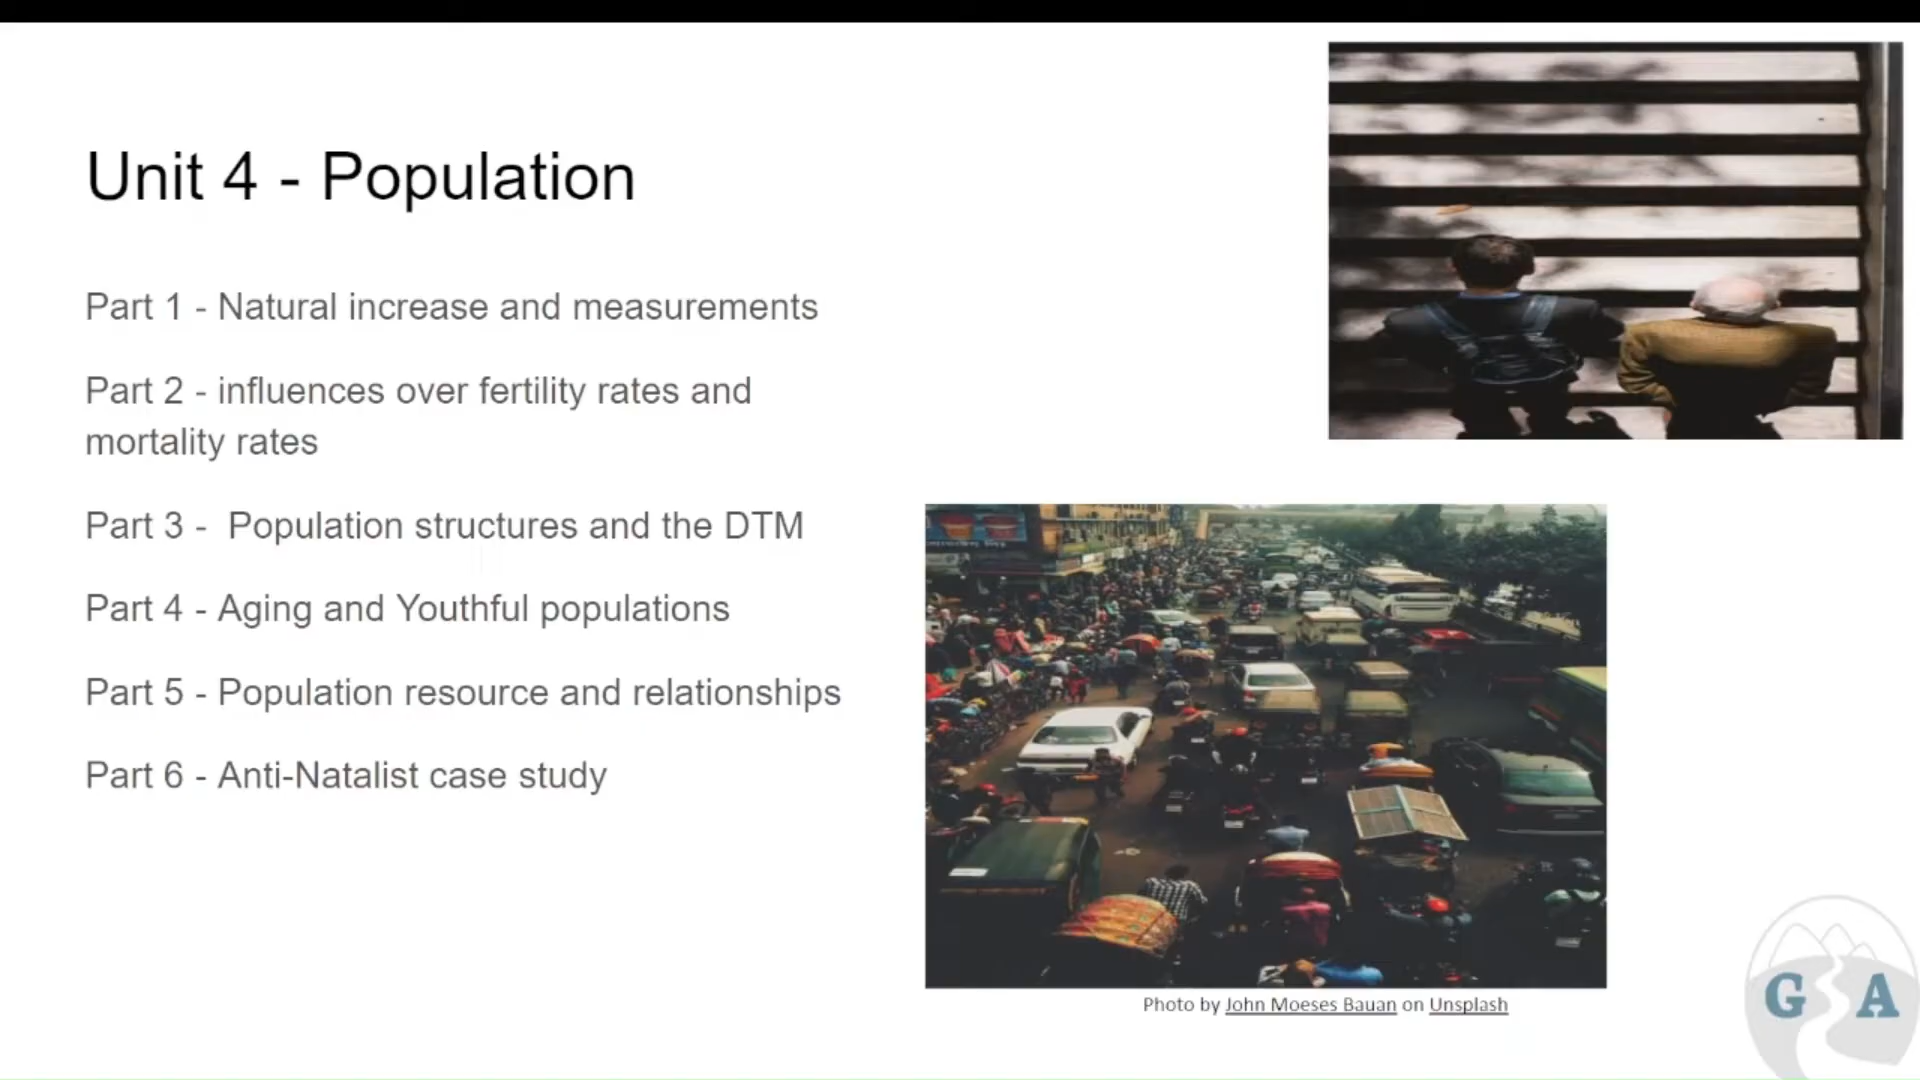 Unit 4 - Population
Part 1 - Natural increase and measurements
Part 2 - influences over fertility rates and
mortality rates
Part 3 -  Population structures and the DTM
Part 4 - Aging and Youthful populations
Part 5 - Population resource and relationships
Part 6 - Anti-Natalist case study
Photo by John Moeses Bauan on Unsplash
G A